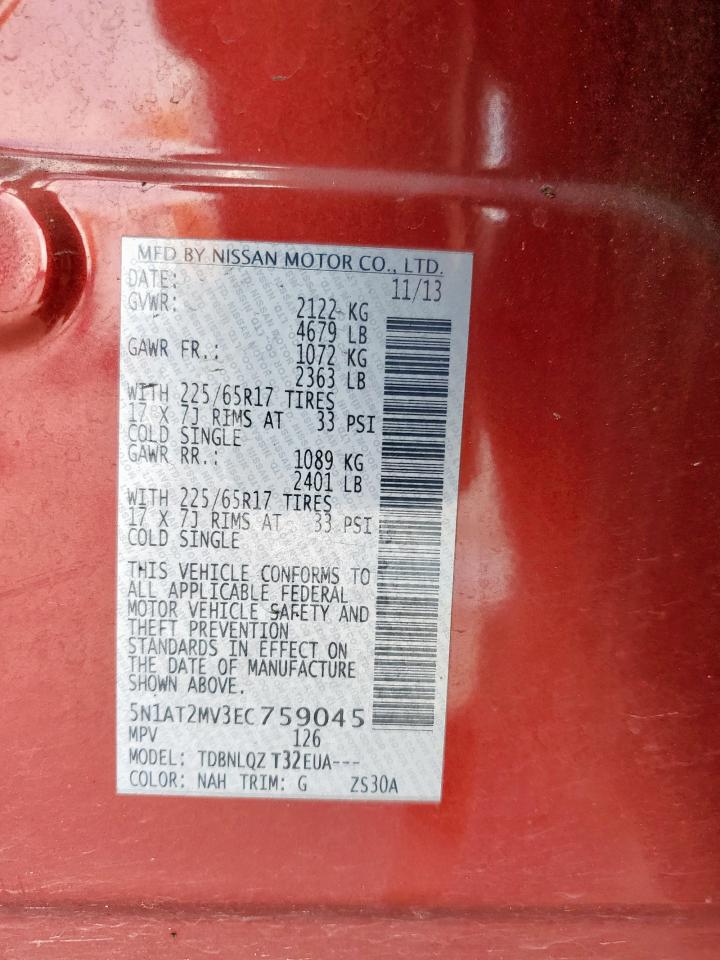 MFD BY NISSAN MOTOR CO., LTD.
DATE: 11/13
GVWR: 2122 KG
4679 LB
GAWR FR.: 1072 KG
2363 LB
WITH 225/65R17 TIRES
17 X 7J RIMS AT 33 PSI
COLD SINGLE
GAWR RR.: 1089 KG
2401 LB
WITH 225/65R17 TIRES
17 X 7J RIMS AT 33 PSI
COLD SINGLE
THIS VEHICLE CONFORMS TO
ALL APPLICABLE FEDERAL
MOTOR VEHICLE SAFETY AND
THEFT PREVENTION
STANDARDS IN EFFECT ON
THE DATE OF MANUFACTURE
SHOWN ABOVE.
5N1AT2MV3EC759045
MPV 126
MODEL: TDBNLQZ T32EUA---
COLOR: NAH TRIM: G ZS30A